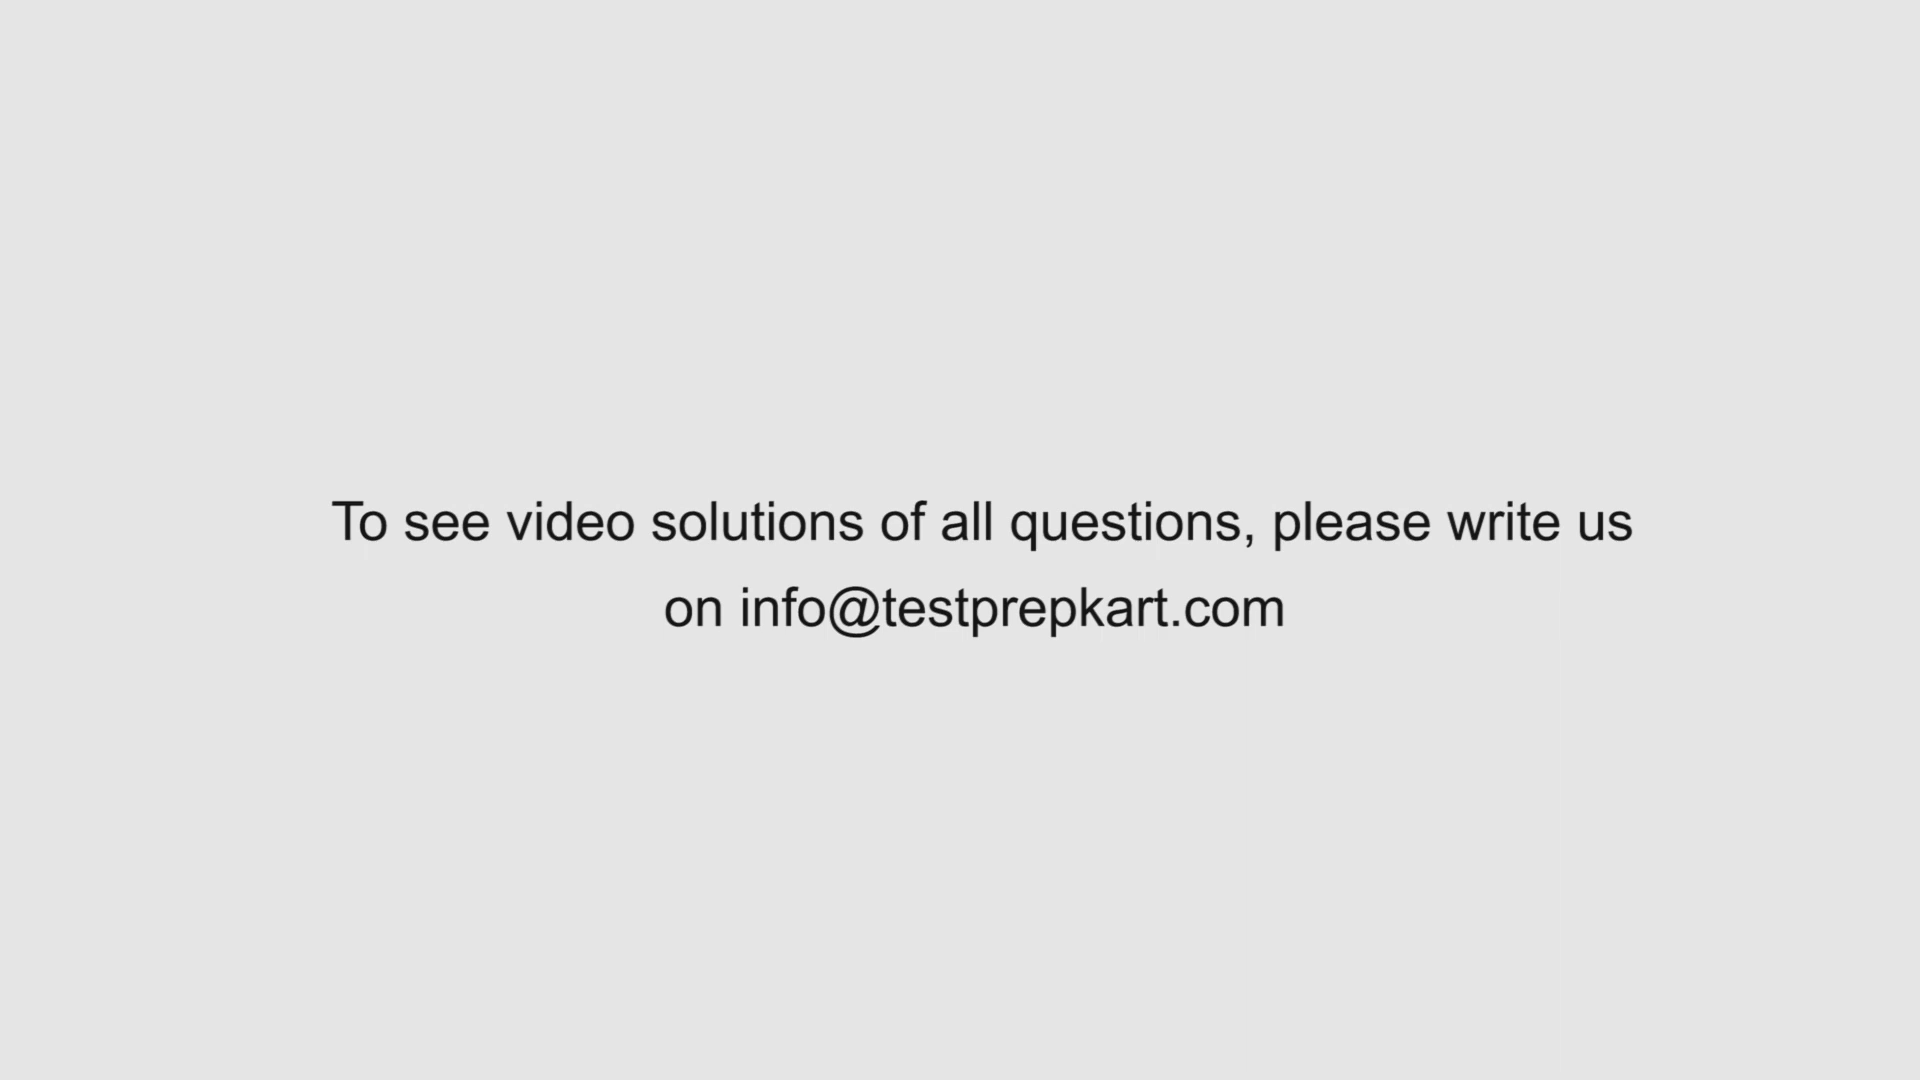 To see video solutions of all questions, please write us
on info@testprepkart.com